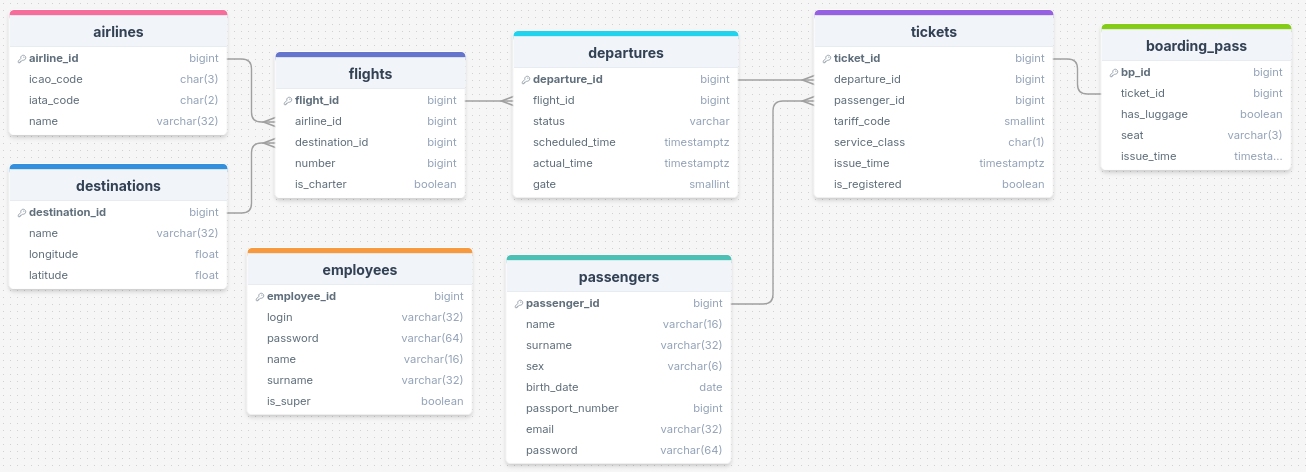 airlines
airline_id bigint
icao_code char(3)
iata_code char(2)
name varchar(32)
destinations
destination_id bigint
name varchar(32)
longitude float
latitude float
flights
flight_id bigint
airline_id bigint
destination_id bigint
number bigint
is_charter boolean
employees
employee_id bigint
login varchar(32)
password varchar(64)
name varchar(16)
surname varchar(32)
is_super boolean
departures
departure_id bigint
flight_id bigint
status varchar
scheduled_time timestamptz
actual_time timestamptz
gate smallint
passengers
passenger_id bigint
name varchar(16)
surname varchar(32)
sex varchar(6)
birth_date date
passport_number bigint
email varchar(32)
password varchar(64)
tickets
ticket_id bigint
departure_id bigint
passenger_id bigint
tariff_code smallint
service_class char(1)
issue_time timestamptz
is_registered boolean
boarding_pass
bp_id bigint
ticket_id bigint
has_luggage boolean
seat varchar(3)
issue_time timesta...